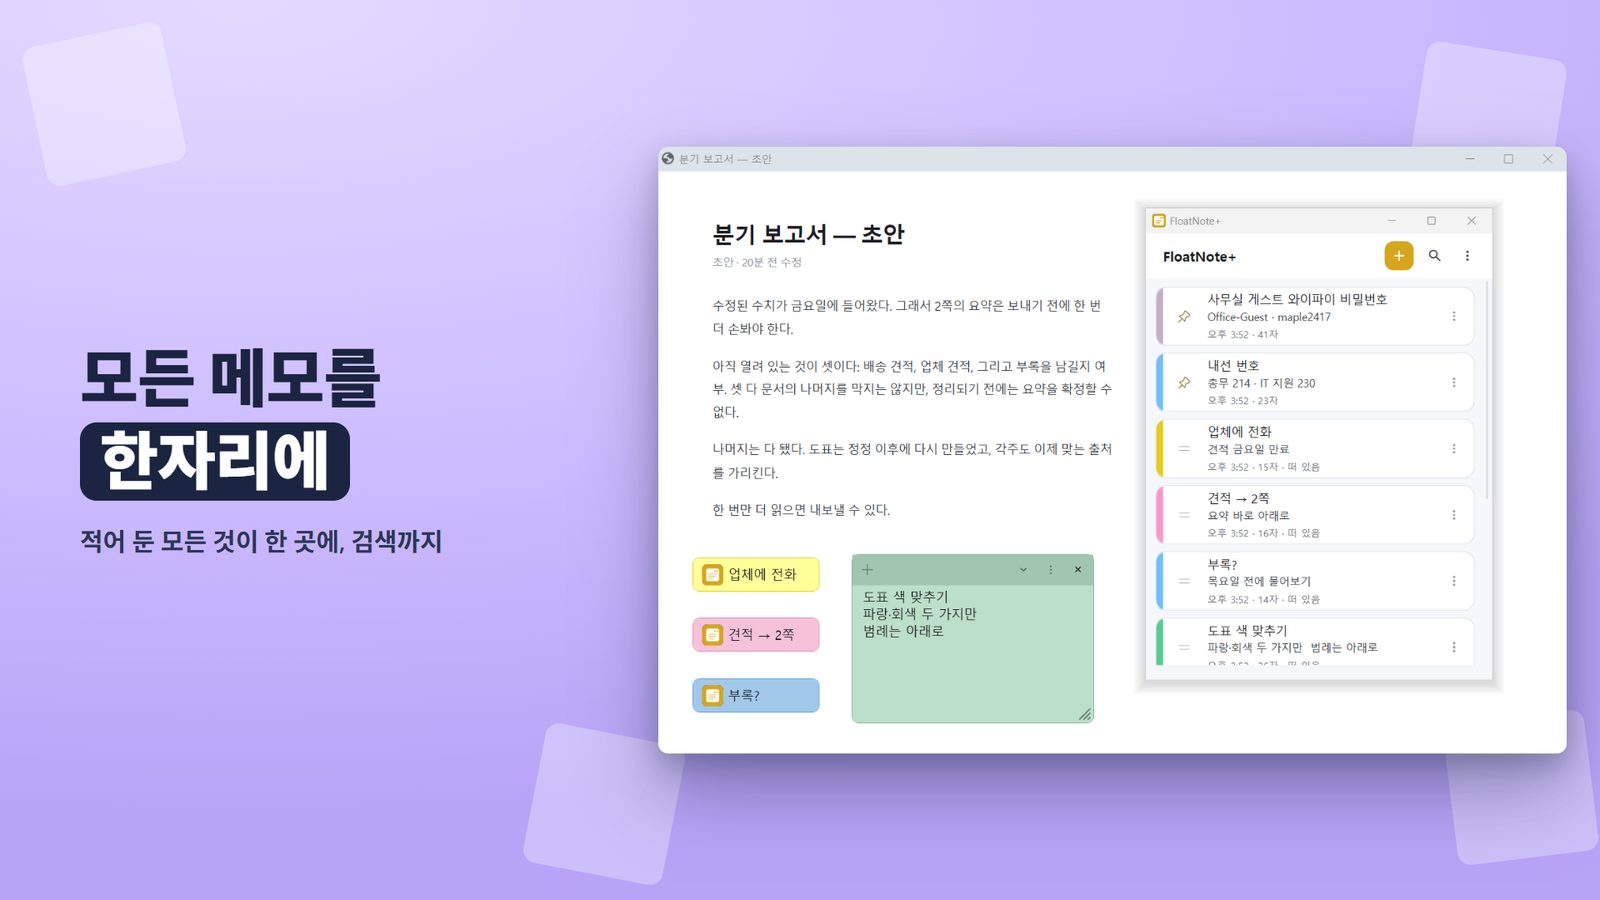 모든 메모를
한자리에
적어 둔 모든 것이 한 곳에, 검색까지
분기 보고서 — 초안
분기 보고서 — 초안
초안 · 20분 전 수정
수정된 수치가 금요일에 들어왔다. 그래서 2쪽의 요약은 보내기 전에 한 번
더 손봐야 한다.
아직 열려 있는 것이 셋이다: 배송 견적, 업체 견적, 그리고 부록을 남길지 여
부. 셋 다 문서의 나머지를 막지는 않지만, 정리되기 전에는 요약을 확정할 수
없다.
나머지는 다 됐다. 도표는 정정 이후에 다시 만들었고, 각주도 이제 맞는 출처
를 가리킨다.
한 번만 더 읽으면 내보낼 수 있다.
업체에 전화
견적 → 2쪽
부록?
도표 색 맞추기
파랑·회색 두 가지만
범례는 아래로
FloatNote+
FloatNote+
사무실 게스트 와이파이 비밀번호
Office-Guest · maple2417
오후 3:52 · 41자
내선 번호
총무 214 · IT 지원 230
오후 3:52 · 23자
업체에 전화
견적 금요일 만료
오후 3:52 · 15자 · 떠 있음
견적 → 2쪽
요약 바로 아래로
오후 3:52 · 16자 · 떠 있음
부록?
목요일 전에 물어보기
오후 3:52 · 14자 · 떠 있음
도표 색 맞추기
파랑·회색 두 가지만 범례는 아래로